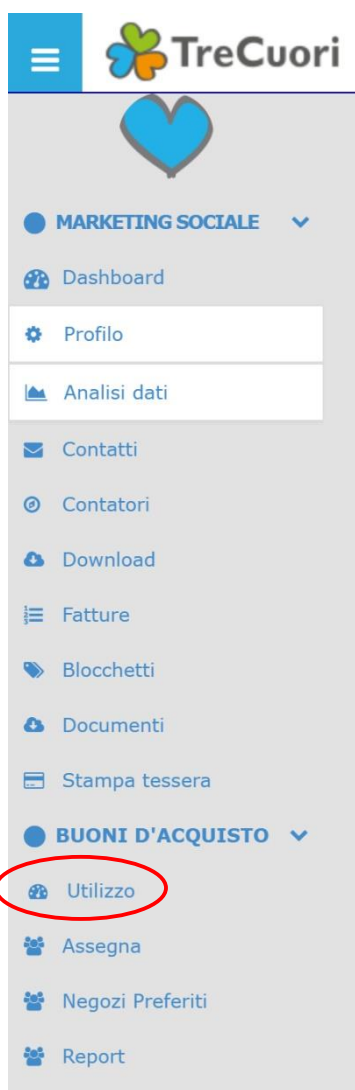 TreCuori
MARKETING SOCIALE
Dashboard
Profilo
Analisi dati
Contatti
Contatori
Download
Fatture
Blocchetti
Documenti
Stampa tessera
BUONI D'ACQUISTO
Utilizzo
Assegna
Negozi Preferiti
Report